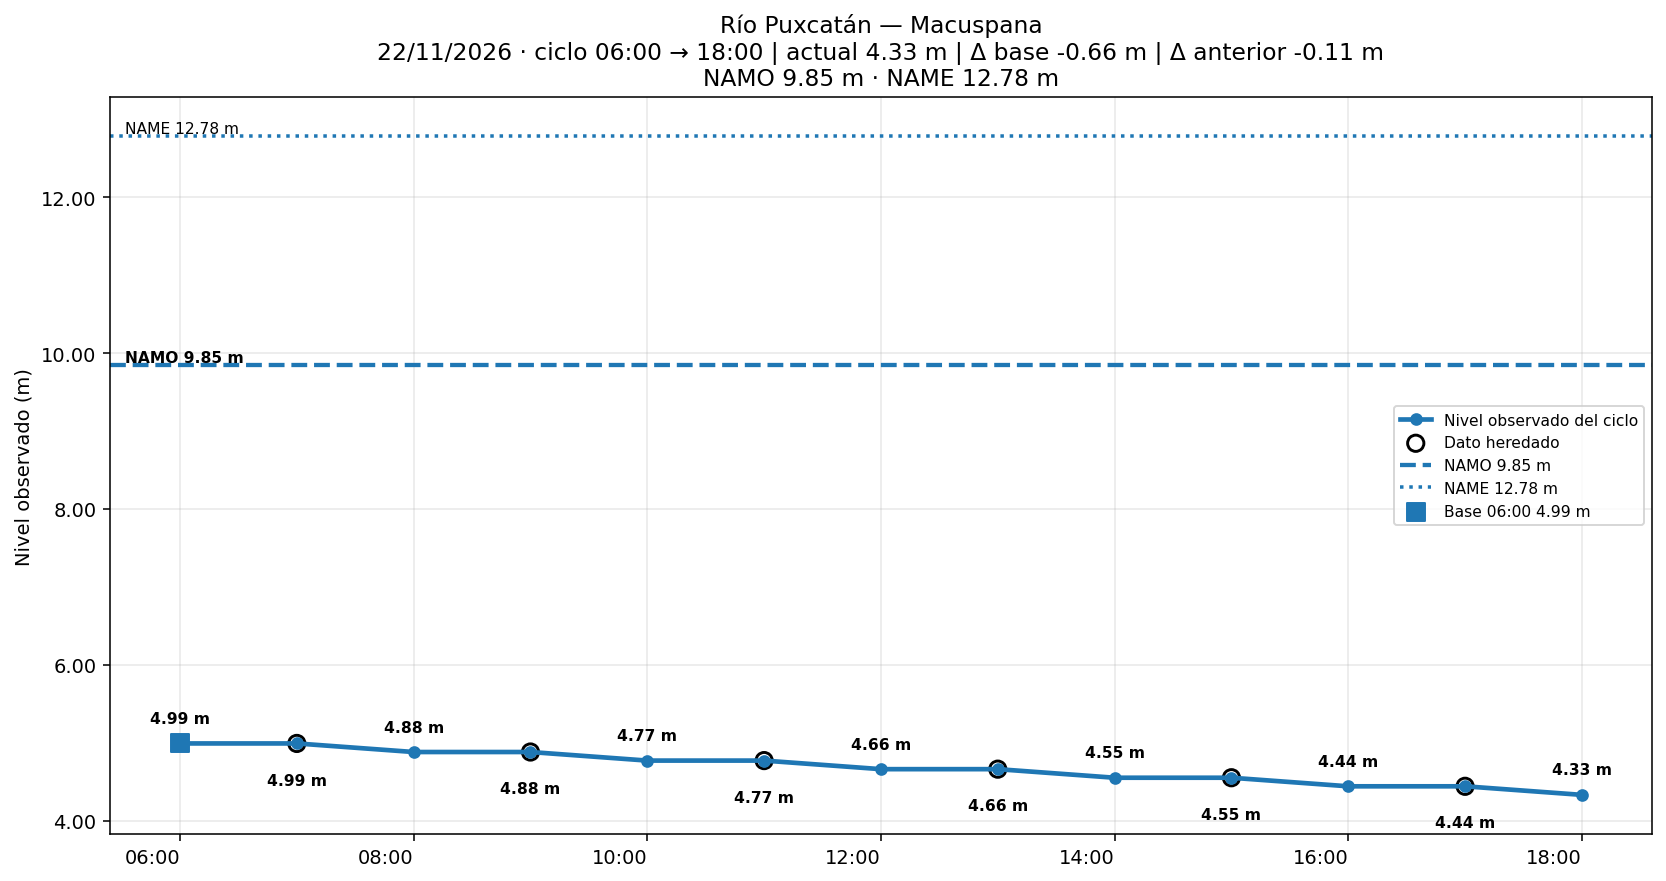 Río Puxcatán — Macuspana
22/11/2026 · ciclo 06:00 → 18:00 | actual 4.33 m | Δ base -0.66 m | Δ anterior -0.11 m
NAMO 9.85 m · NAME 12.78 m
NAME 12.78 m
12.00
10.00
NAMO 9.85 m
Nivel observado (m)
Nivel observado del ciclo
Dato heredado
NAMO 9.85 m
NAME 12.78 m
Base 06:00 4.99 m
8.00
6.00
4.00
4.99 m
4.99 m
4.88 m
4.88 m
4.77 m
4.77 m
4.66 m
4.66 m
4.55 m
4.55 m
4.44 m
4.44 m
4.33 m
06:00
08:00
10:00
12:00
14:00
16:00
18:00